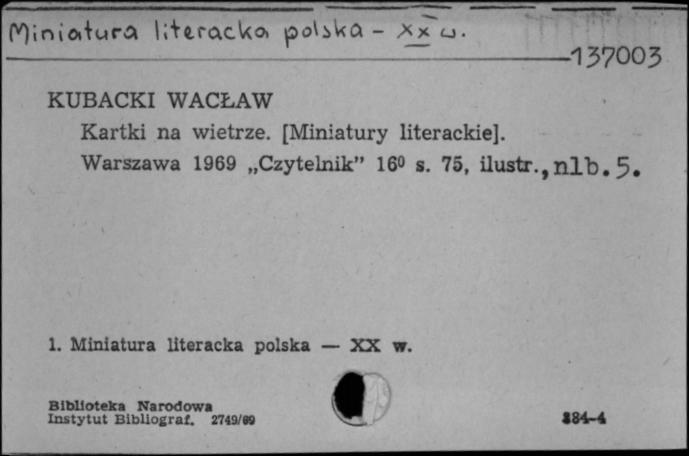 Miniatura literacka polska - XX w.
137003
KUBACKI WACŁAW
Kartki na wietrze. [Miniatury literackie].
Warszawa 1969 „Czytelnik” 16⁰ s. 75, ilustr., nlb. 5.
1. Miniatura literacka polska — XX w.
Biblioteka Narodowa
Instytut Bibliograf. 2749/69
884-4